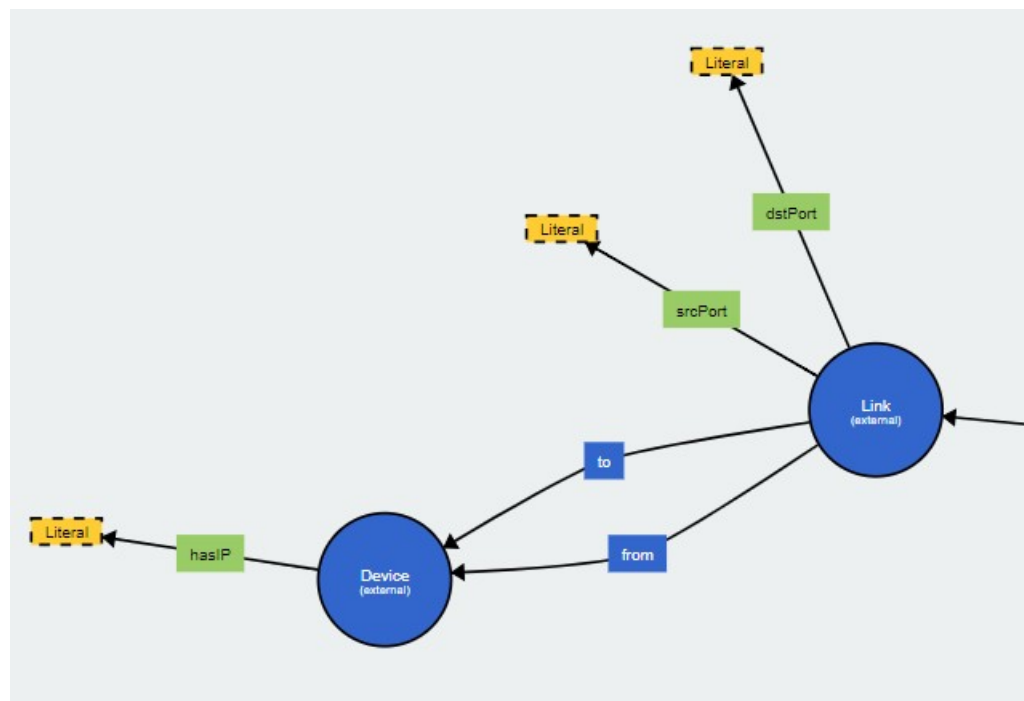 Literal
dstPort
Literal
srcPort
Link
(external)
to
from
Literal
hasIP
Device
(external)